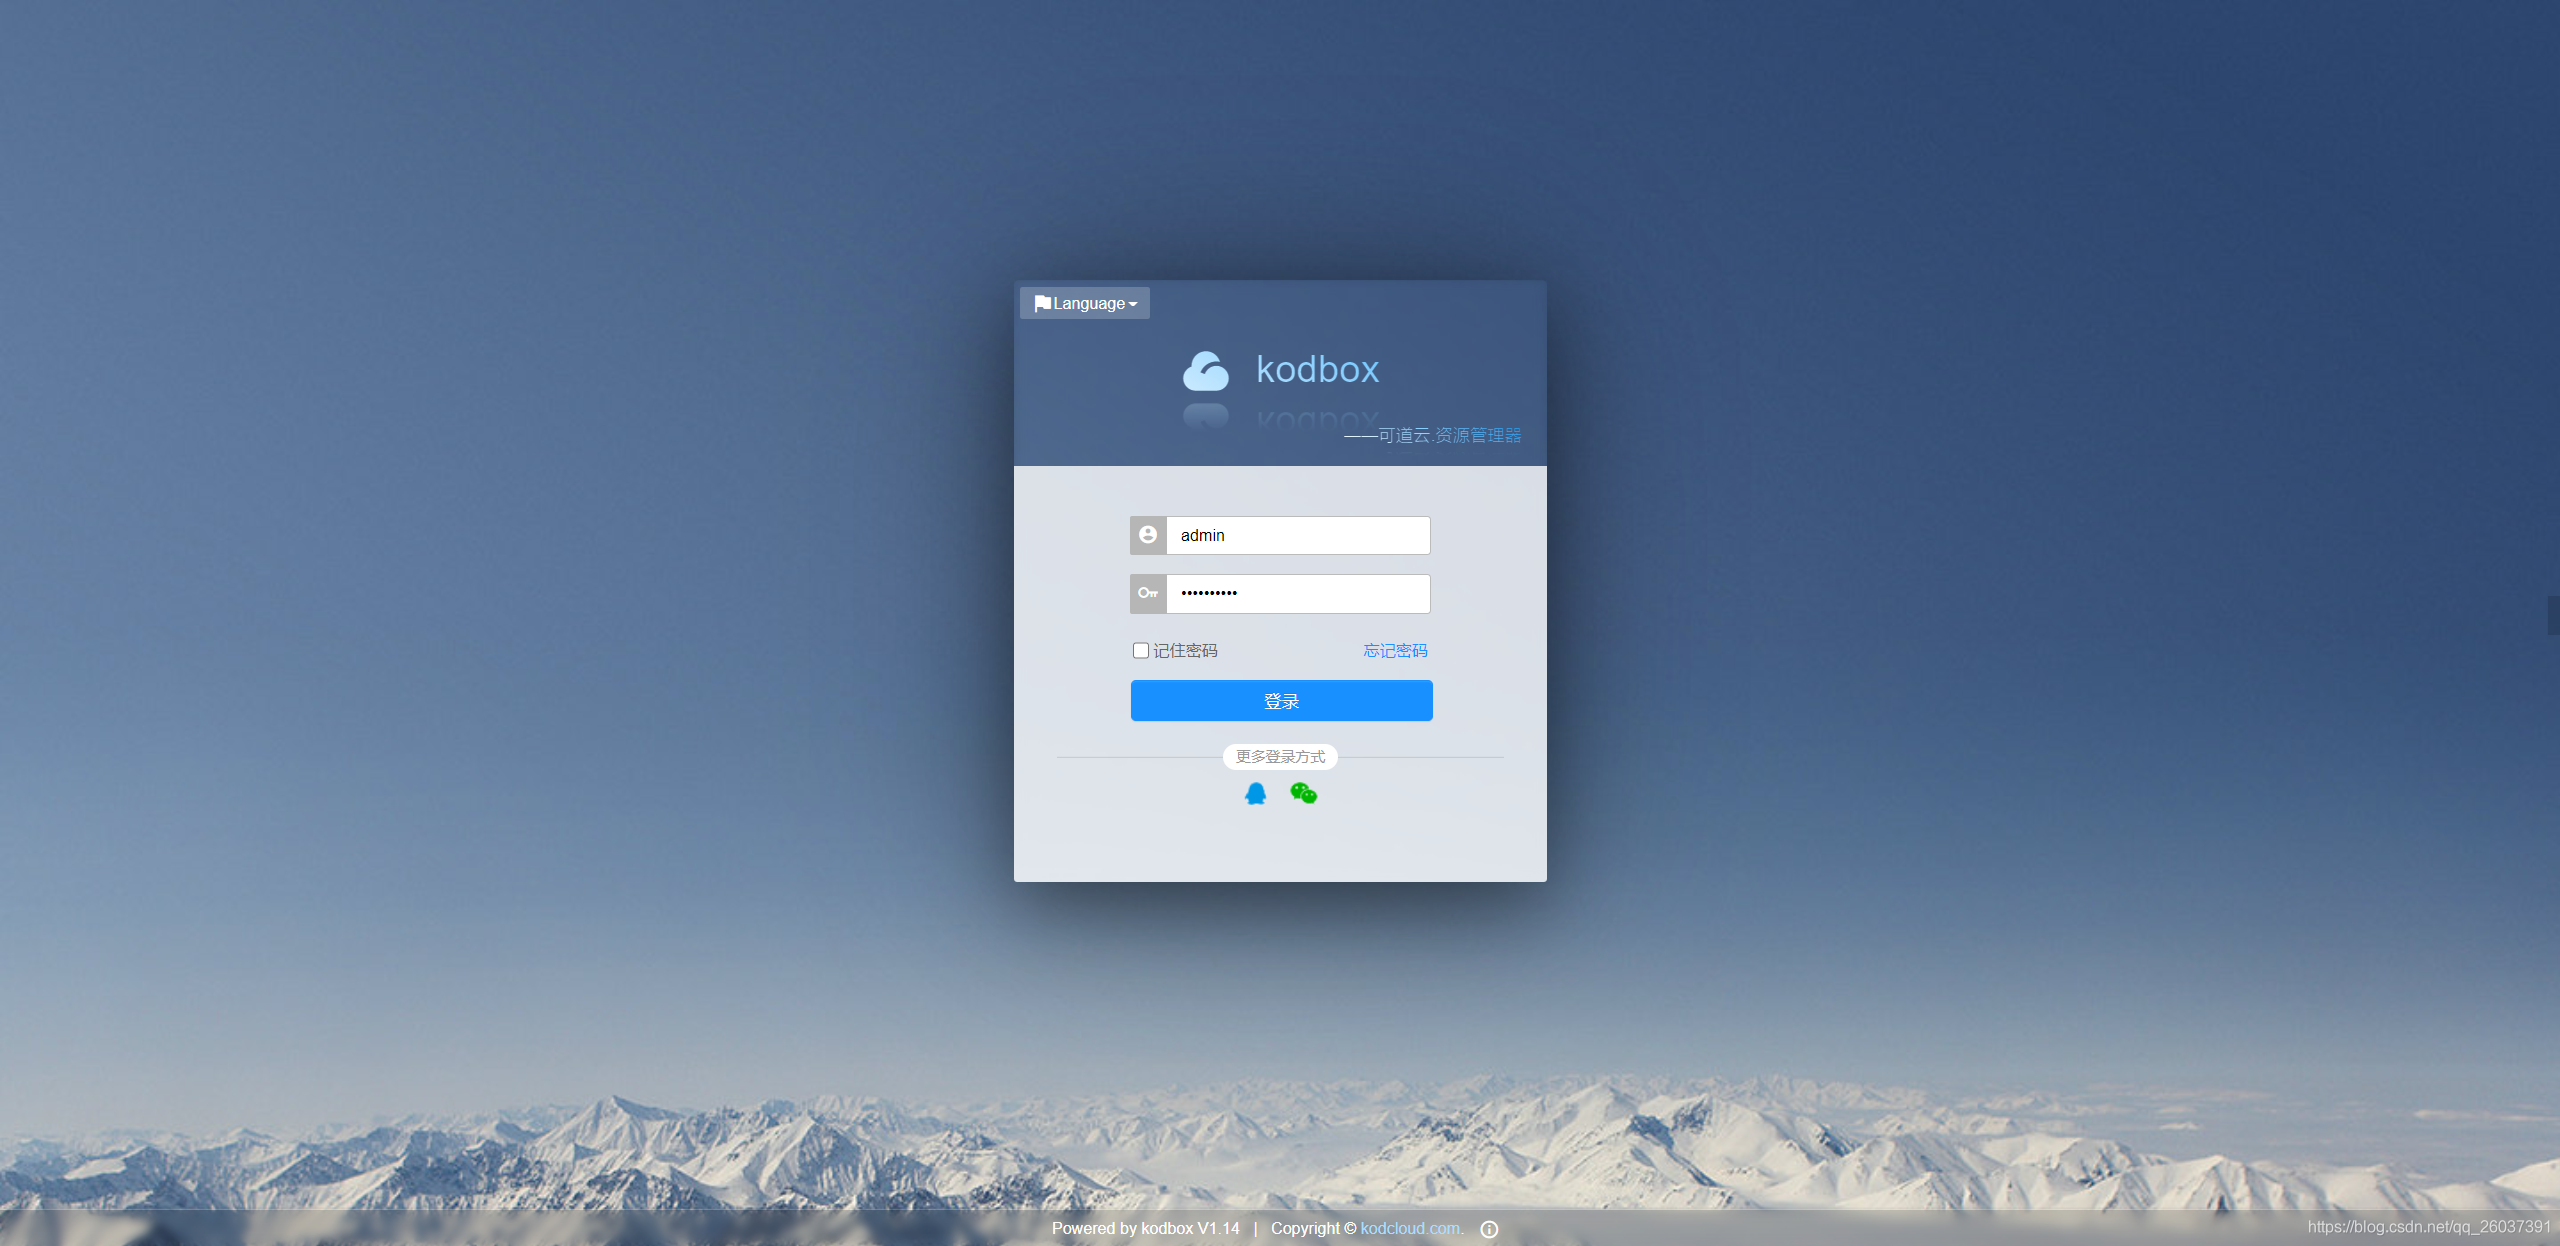 Language
kodbox
——可道云.资源管理器
admin
记住密码
忘记密码
登录
更多登录方式
Powered by kodbox V1.14 | Copyright © kodcloud.com.
https://blog.csdn.net/qq_26037391